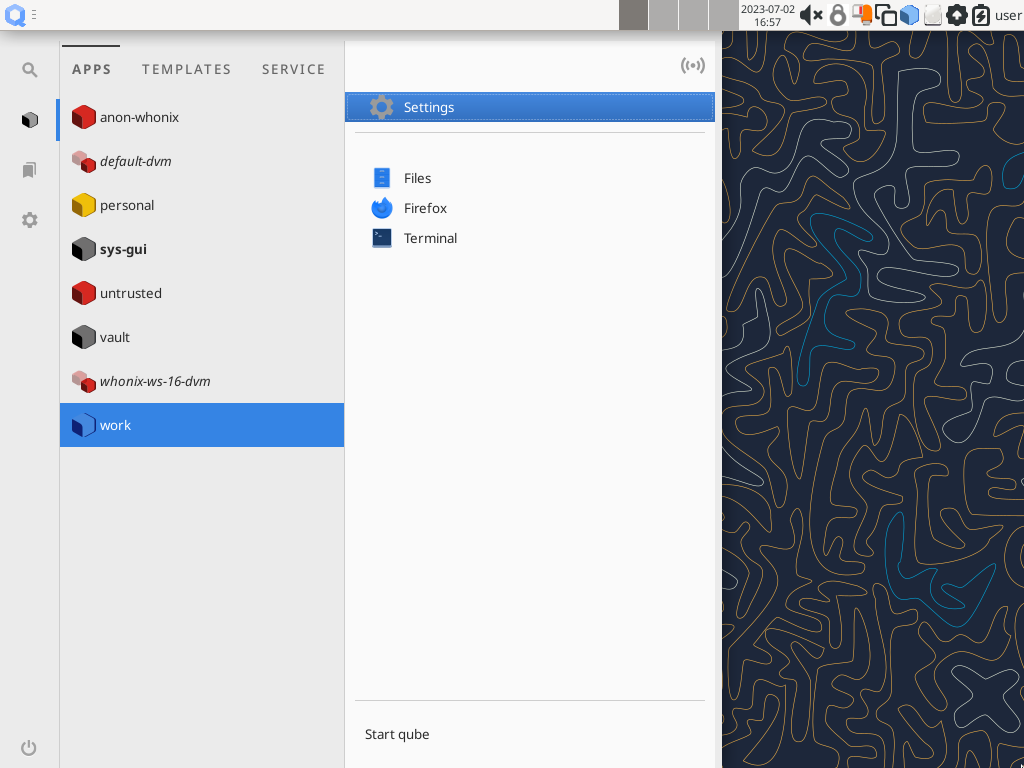 2023-07-02
16:57
user
APPS TEMPLATES SERVICE
anon-whonix
default-dvm
personal
sys-gui
untrusted
vault
whonix-ws-16-dvm
work
Settings
Files
Firefox
Terminal
Start qube